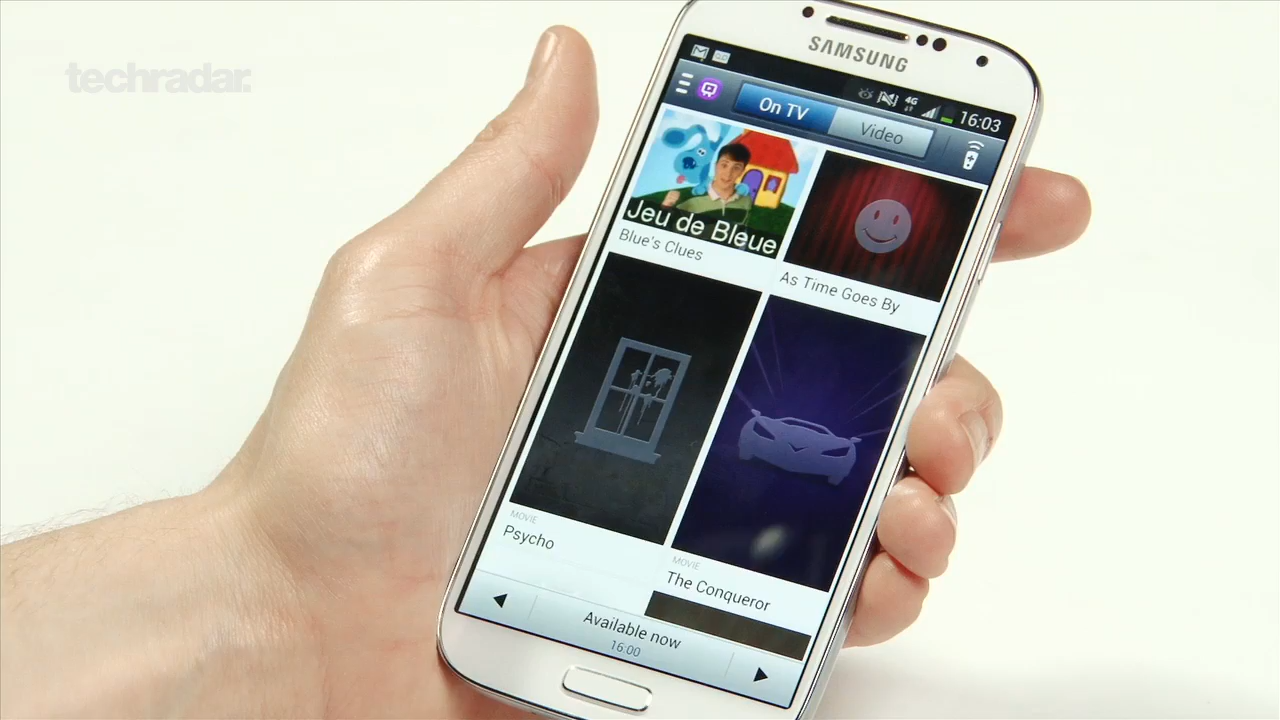 techradar.
SAMSUNG
4G
16:03
On TV
Video
Jeu de Bleue
Blue's Clues
As Time Goes By
MOVIE
Psycho
MOVIE
The Conqueror
Available now
16:00